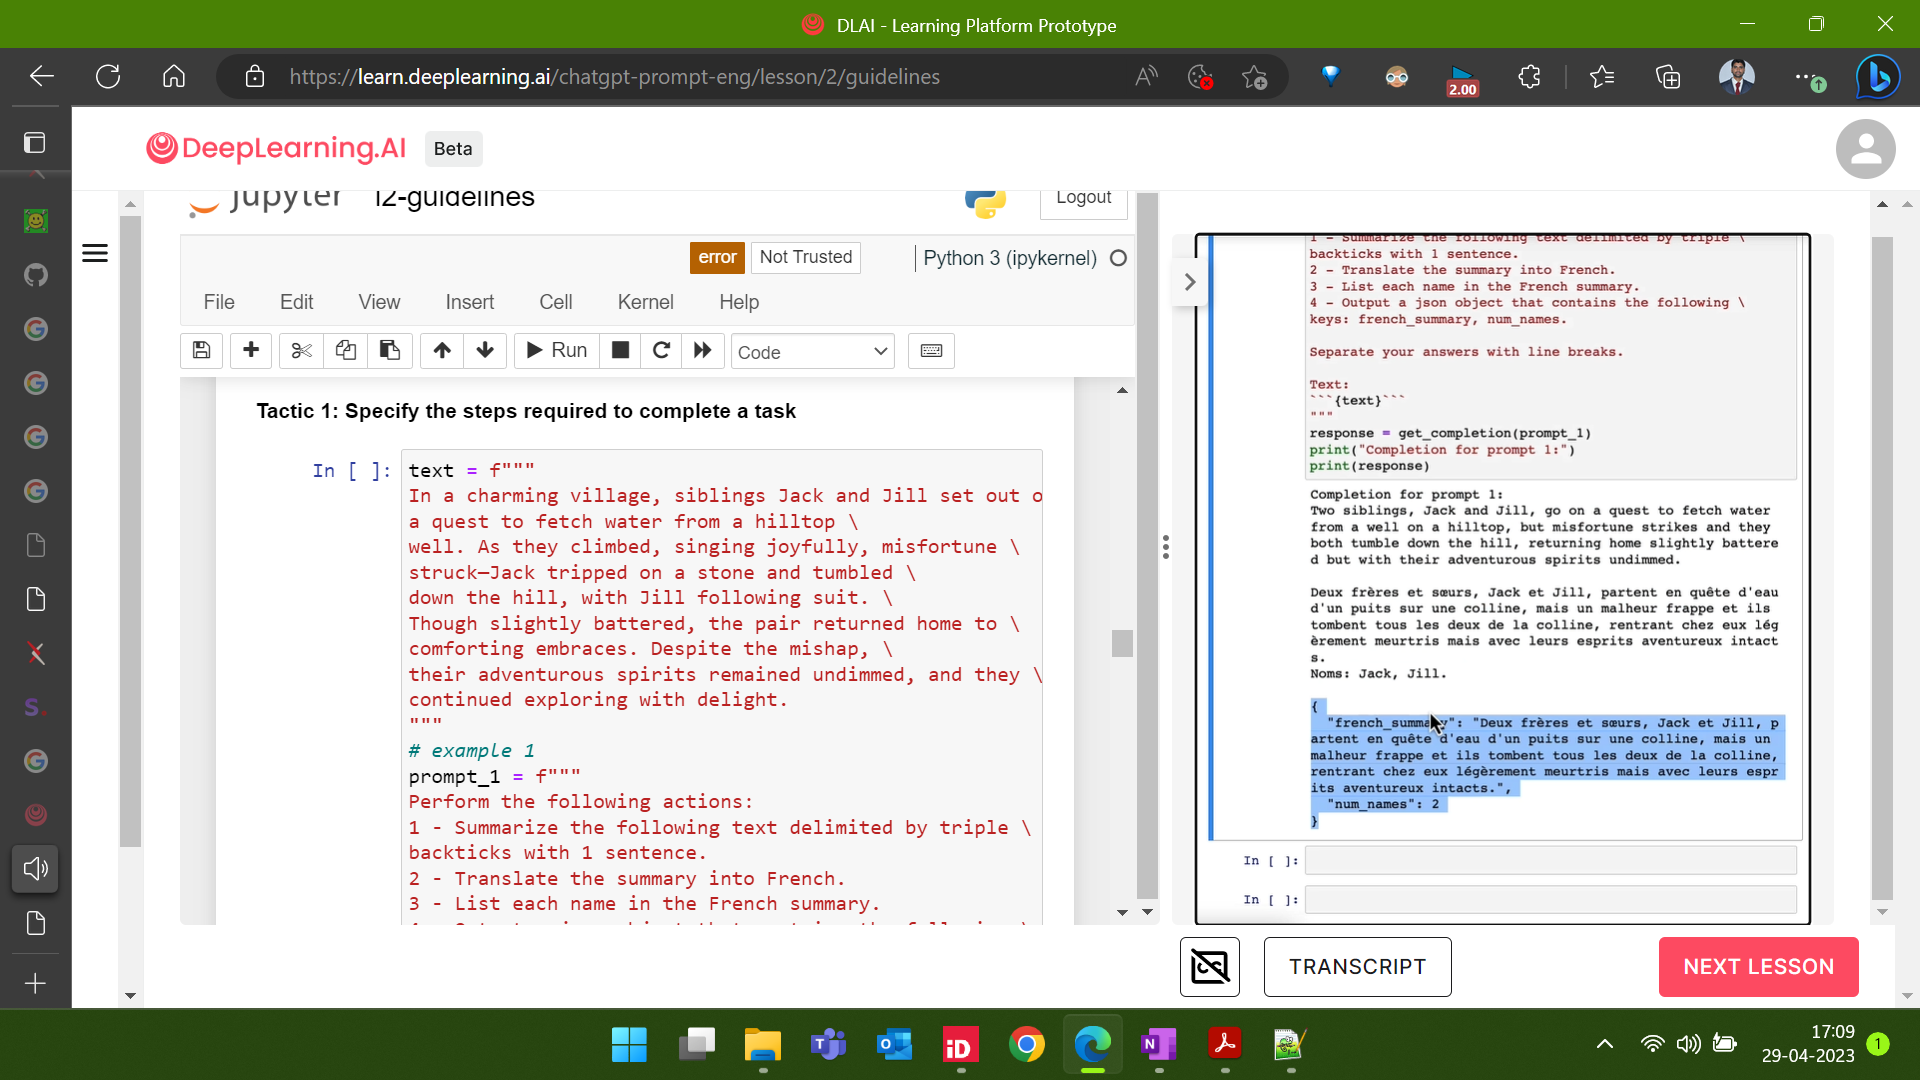 DLAI - Learning Platform Prototype
https://learn.deeplearning.ai/chatgpt-prompt-eng/lesson/2/guidelines
2.00
DeepLearning.AI
Beta
jupyter l2-guidelines
Logout
error
Not Trusted
Python 3 (ipykernel)
File Edit View Insert Cell Kernel Help
Run
Code
Tactic 1: Specify the steps required to complete a task
In [ ]:
text = f"""
In a charming village, siblings Jack and Jill set out o
a quest to fetch water from a hilltop \
well. As they climbed, singing joyfully, misfortune \
struck—Jack tripped on a stone and tumbled \
down the hill, with Jill following suit. \
Though slightly battered, the pair returned home to \
comforting embraces. Despite the mishap, \
their adventurous spirits remained undimmed, and they \
continued exploring with delight.
"""
# example 1
prompt_1 = f"""
Perform the following actions:
1 - Summarize the following text delimited by triple \
backticks with 1 sentence.
2 - Translate the summary into French.
3 - List each name in the French summary.
1 - Summarize the following text delimited by triple \
backticks with 1 sentence.
2 - Translate the summary into French.
3 - List each name in the French summary.
4 - Output a json object that contains the following \
keys: french_summary, num_names.
Separate your answers with line breaks.
Text:
```{text}```
"""
response = get_completion(prompt_1)
print("Completion for prompt 1:")
print(response)
Completion for prompt 1:
Two siblings, Jack and Jill, go on a quest to fetch water
from a well on a hilltop, but misfortune strikes and they
both tumble down the hill, returning home slightly battere
d but with their adventurous spirits undimmed.
Deux frères et sœurs, Jack et Jill, partent en quête d'eau
d'un puits sur une colline, mais un malheur frappe et ils
tombent tous les deux de la colline, rentrant chez eux lég
èrement meurtris mais avec leurs esprits aventureux intact
s.
Noms: Jack, Jill.
{
"french_summary": "Deux frères et sœurs, Jack et Jill, p
artent en quête d'eau d'un puits sur une colline, mais un
malheur frappe et ils tombent tous les deux de la colline,
rentrant chez eux légèrement meurtris mais avec leurs espr
its aventureux intacts.",
"num_names": 2
}
In [ ]:
In [ ]:
TRANSCRIPT
NEXT LESSON
17:09
29-04-2023
1